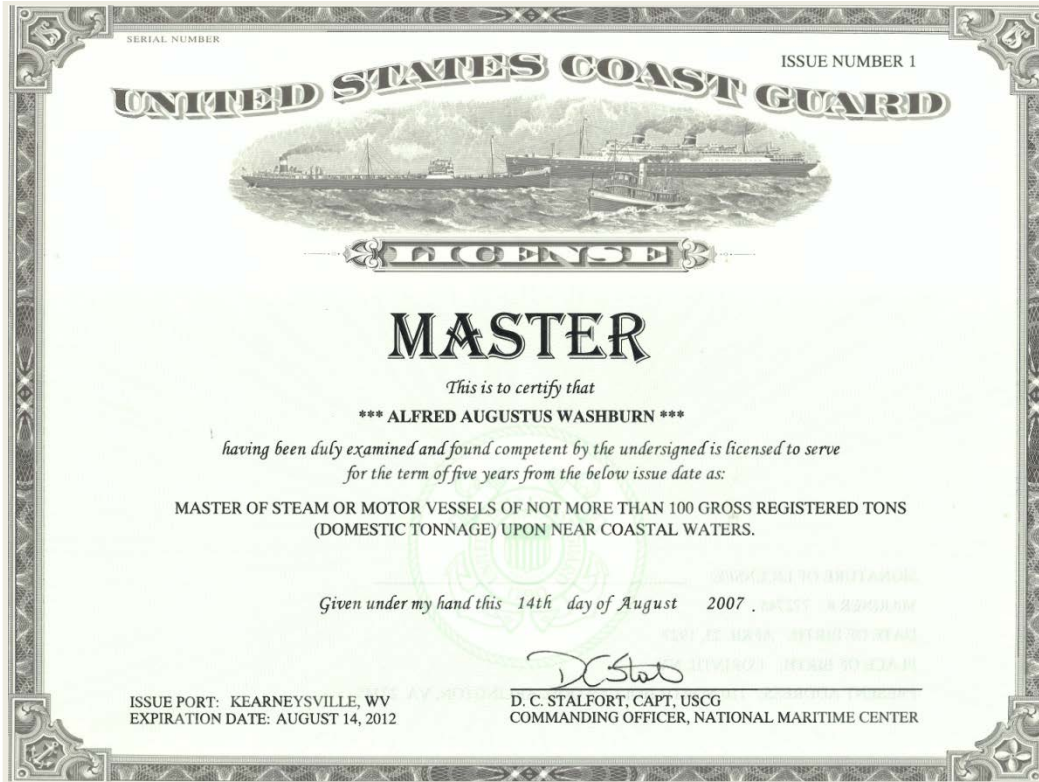 SERIAL NUMBER
ISSUE NUMBER 1
UNITED STATES COAST GUARD
LICENSE
MASTER
This is to certify that
*** ALFRED AUGUSTUS WASHBURN ***
having been duly examined and found competent by the undersigned is licensed to serve
for the term of five years from the below issue date as:
MASTER OF STEAM OR MOTOR VESSELS OF NOT MORE THAN 100 GROSS REGISTERED TONS
(DOMESTIC TONNAGE) UPON NEAR COASTAL WATERS.
Given under my hand this 14th day of August 2007 .
ISSUE PORT: KEARNEYSVILLE, WV
EXPIRATION DATE: AUGUST 14, 2012
D. C. STALFORT, CAPT, USCG
COMMANDING OFFICER, NATIONAL MARITIME CENTER